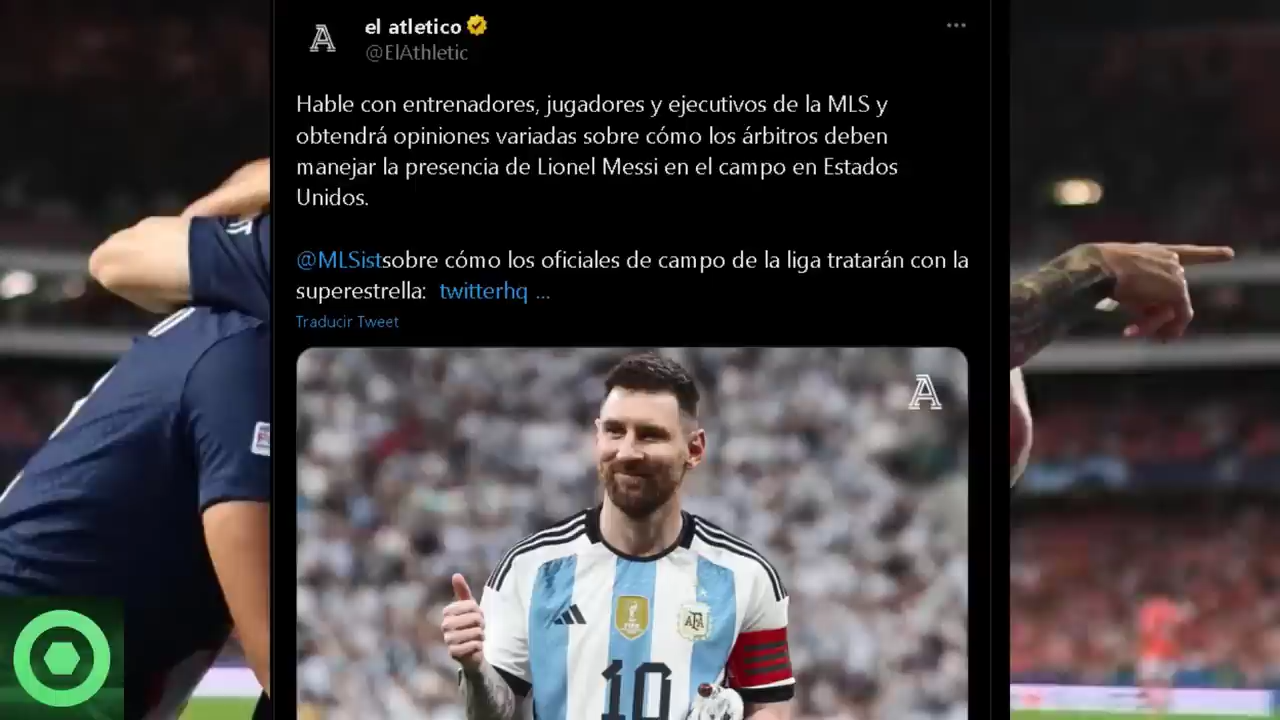 el atletico
@ElAthletic
Hable con entrenadores, jugadores y ejecutivos de la MLS y
obtendrá opiniones variadas sobre cómo los árbitros deben
manejar la presencia de Lionel Messi en el campo en Estados
Unidos.
@MLSistsobre cómo los oficiales de campo de la liga tratarán con la
superestrella: twitterhq ...
Traducir Tweet
A
AFA
10